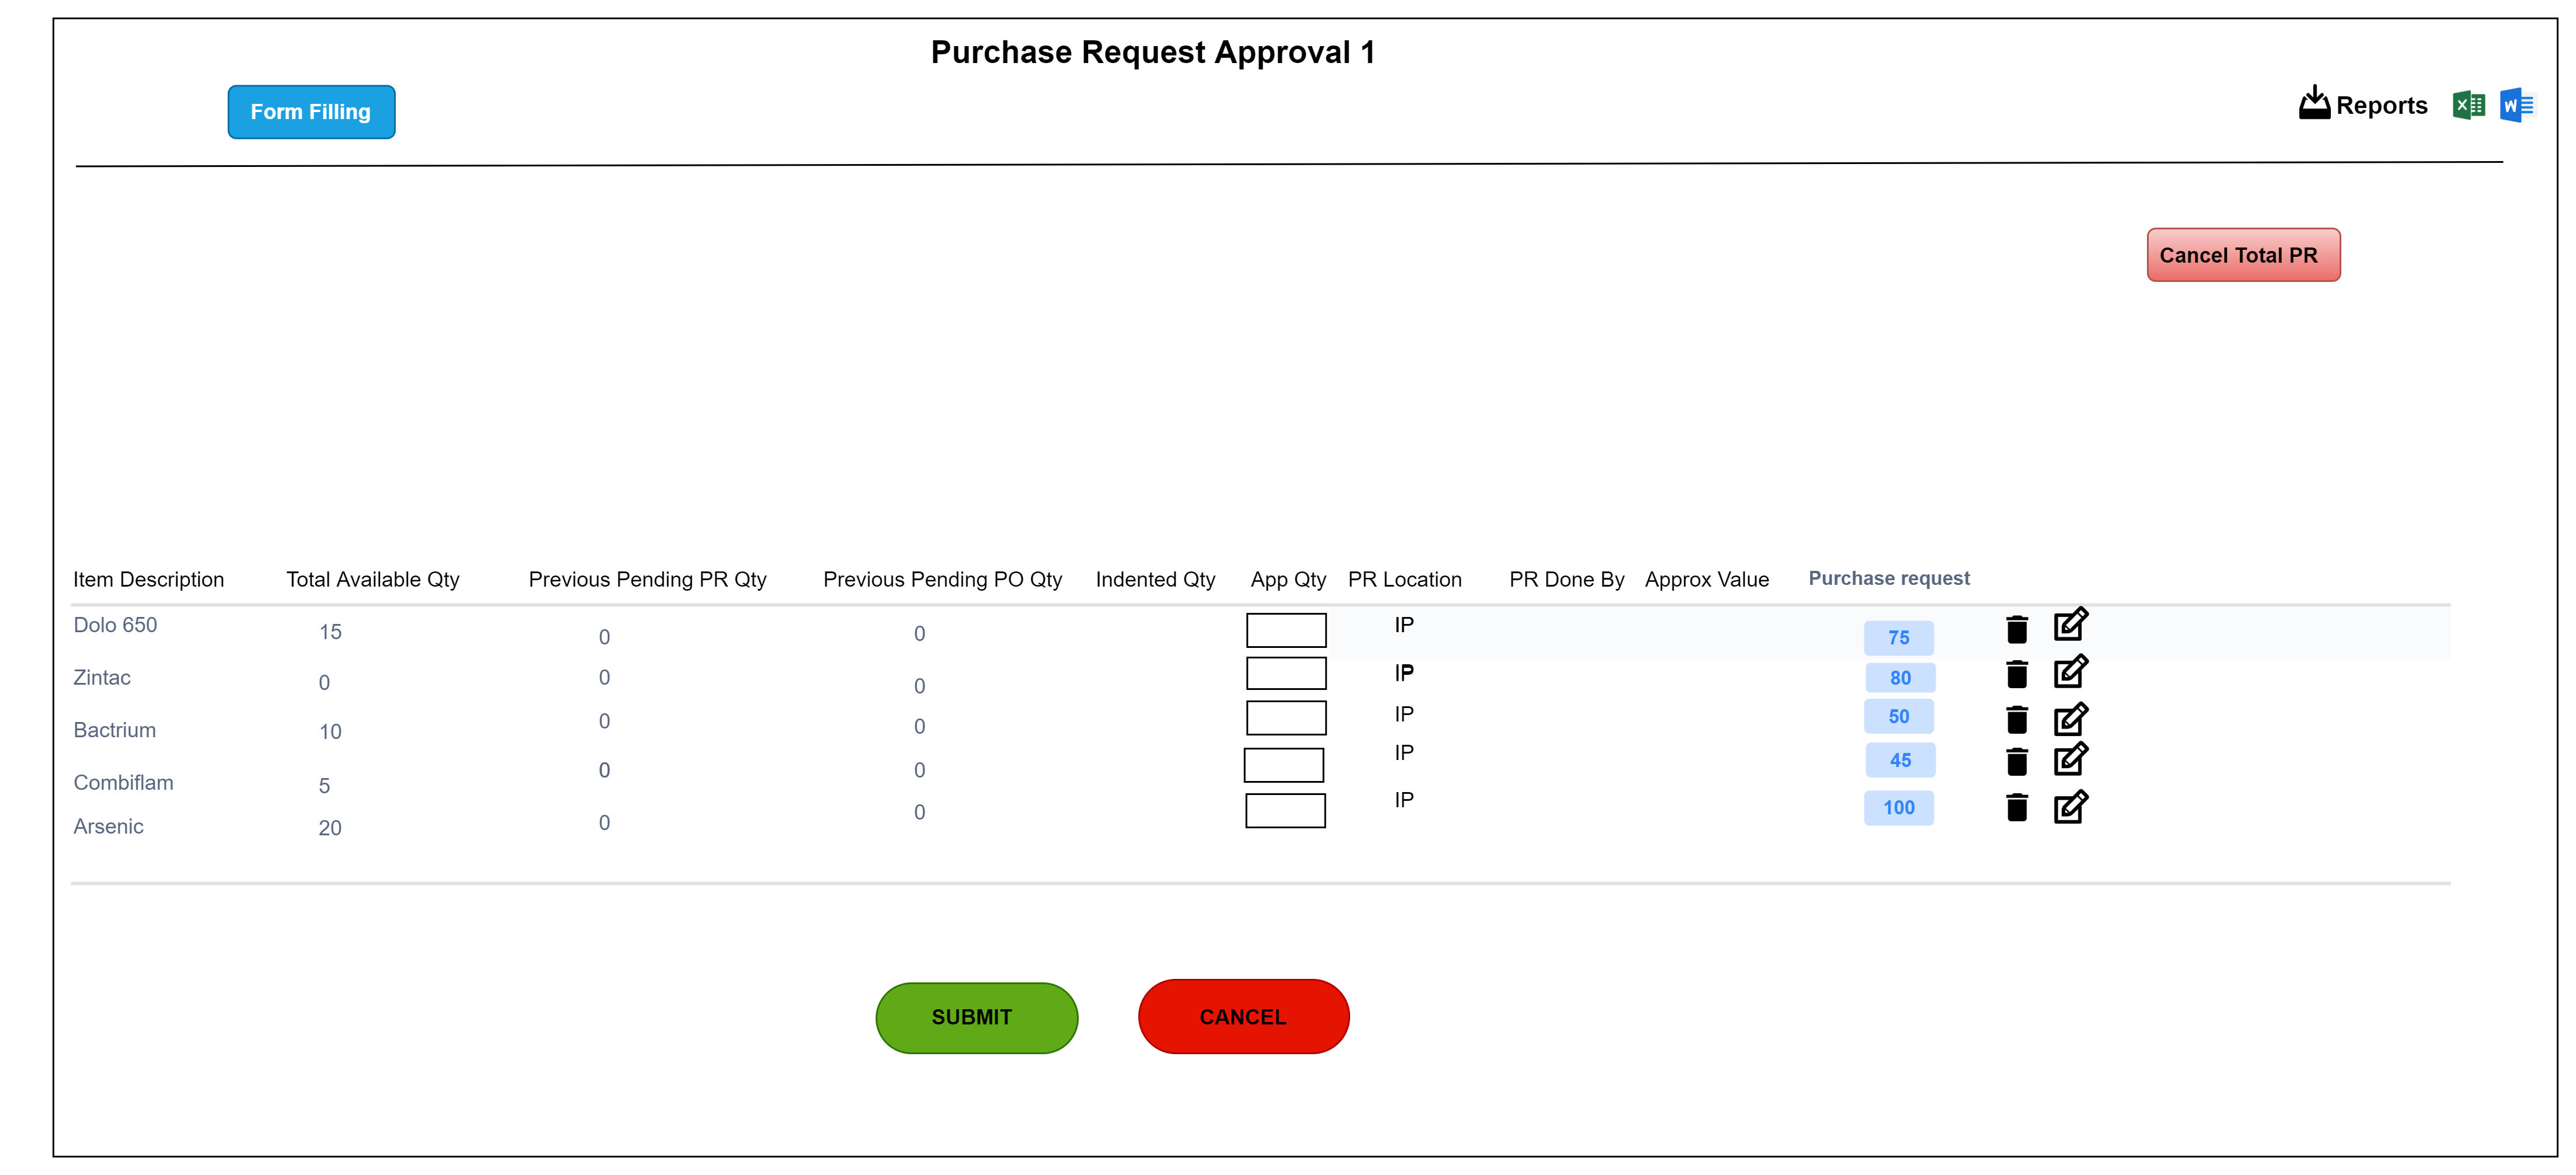 Purchase Request Approval 1
Form Filling
Reports
Cancel Total PR
Item Description Total Available Qty Previous Pending PR Qty Previous Pending PO Qty Indented Qty App Qty PR Location PR Done By Approx Value Purchase request
Dolo 650 15 0 0 IP 75
Zintac 0 0 0 IP 80
Bactrium 10 0 0 IP 50
Combiflam 5 0 0 IP 45
Arsenic 20 0 0 IP 100
SUBMIT CANCEL